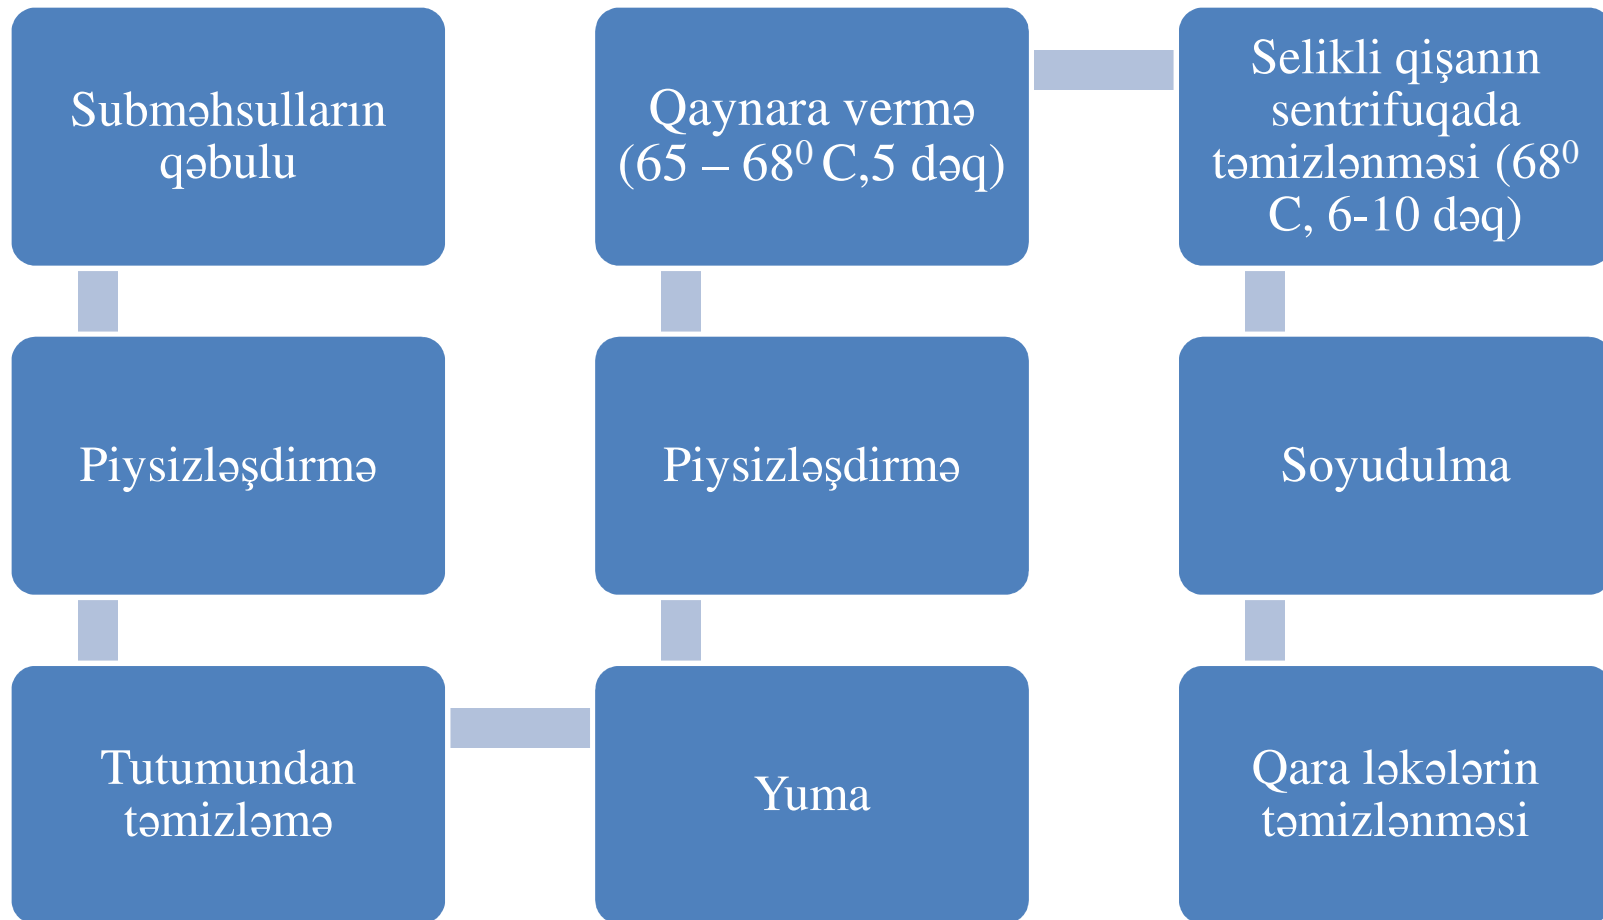 Subməhsulların
qəbulu
Piysizləşdirmə
Tutumundan
təmizləmə
Yuma
Piysizləşdirmə
Qaynara vermə
(65 – 68⁰ C,5 dəq)
Selikli qişanın
sentrifuqada
təmizlənməsi (68⁰
C, 6-10 dəq)
Soyudulma
Qara ləkələrin
təmizlənməsi